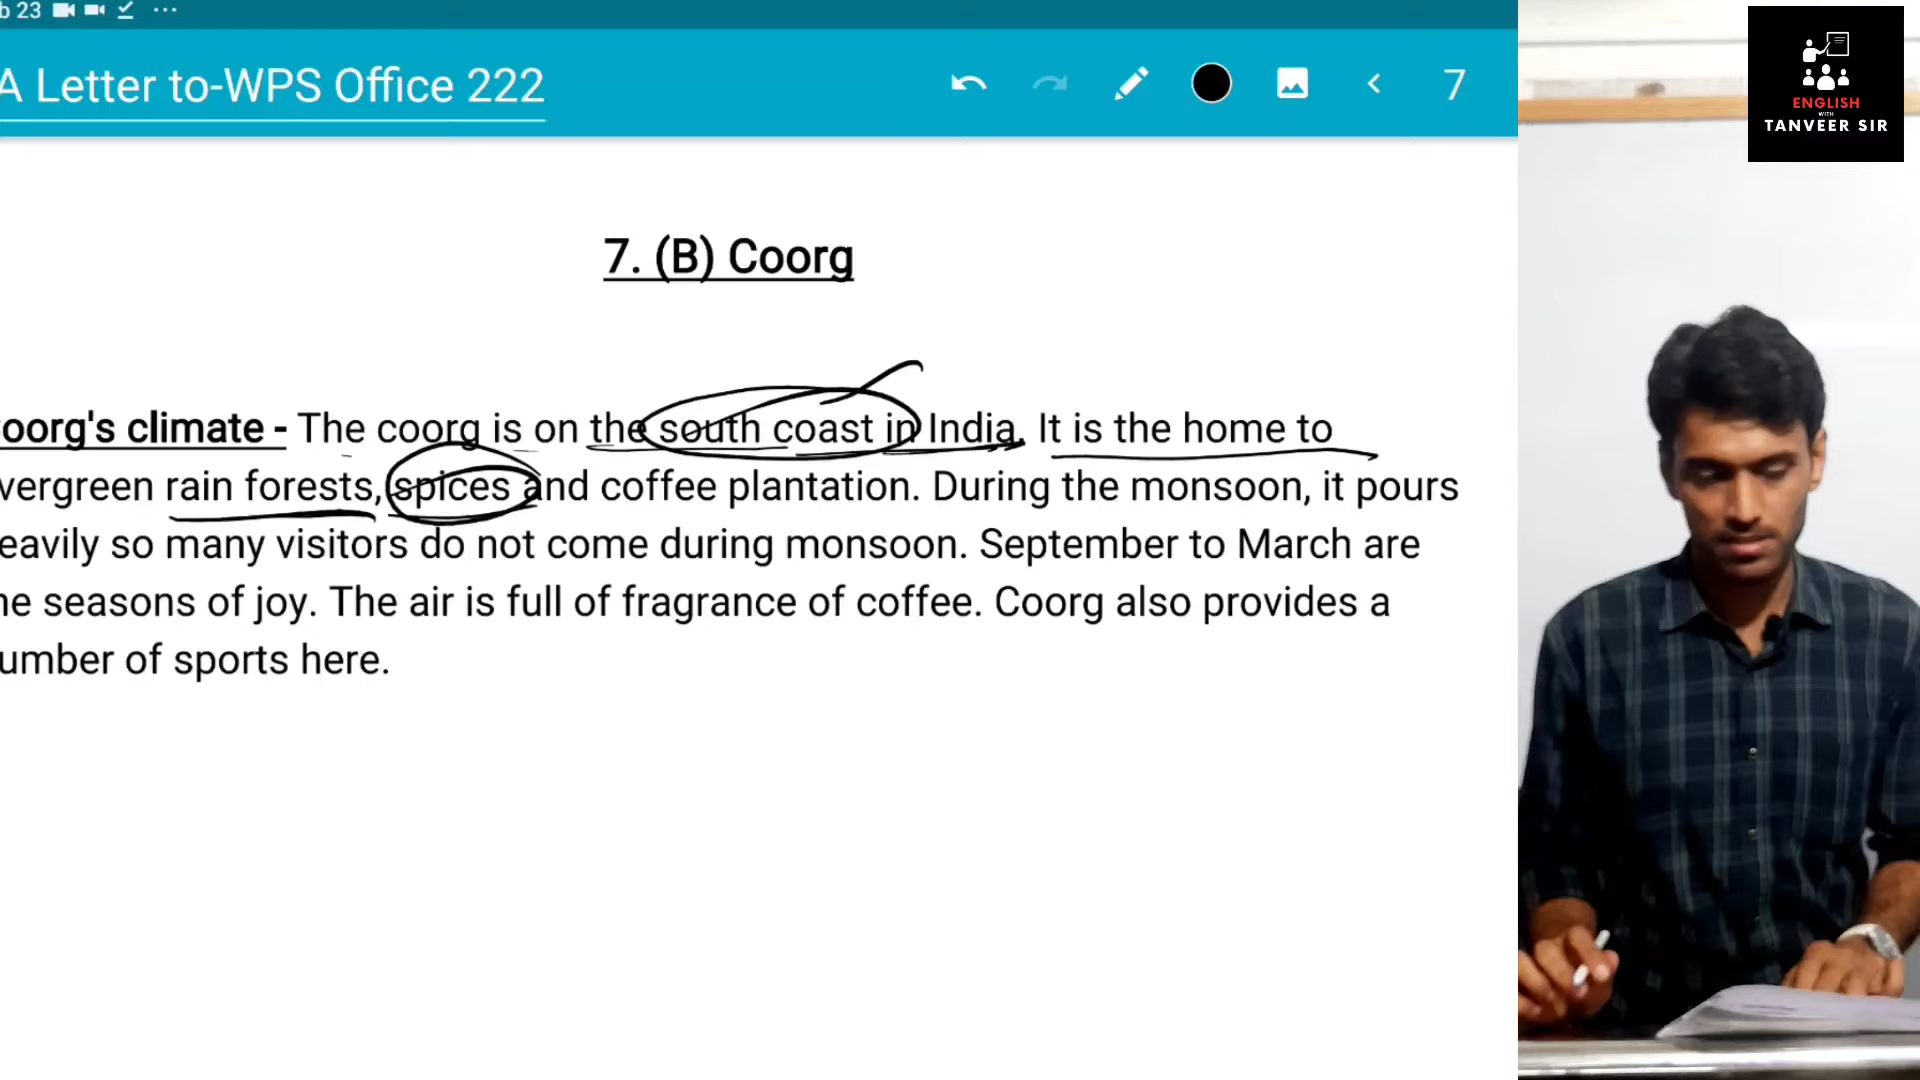 b 23
A Letter to-WPS Office 222
7
ENGLISH
WITH
TANVEER SIR
7. (B) Coorg
oorg's climate - The coorg is on the south coast in India. It is the home to
vergreen rain forests, spices and coffee plantation. During the monsoon, it pours
eavily so many visitors do not come during monsoon. September to March are
he seasons of joy. The air is full of fragrance of coffee. Coorg also provides a
umber of sports here.